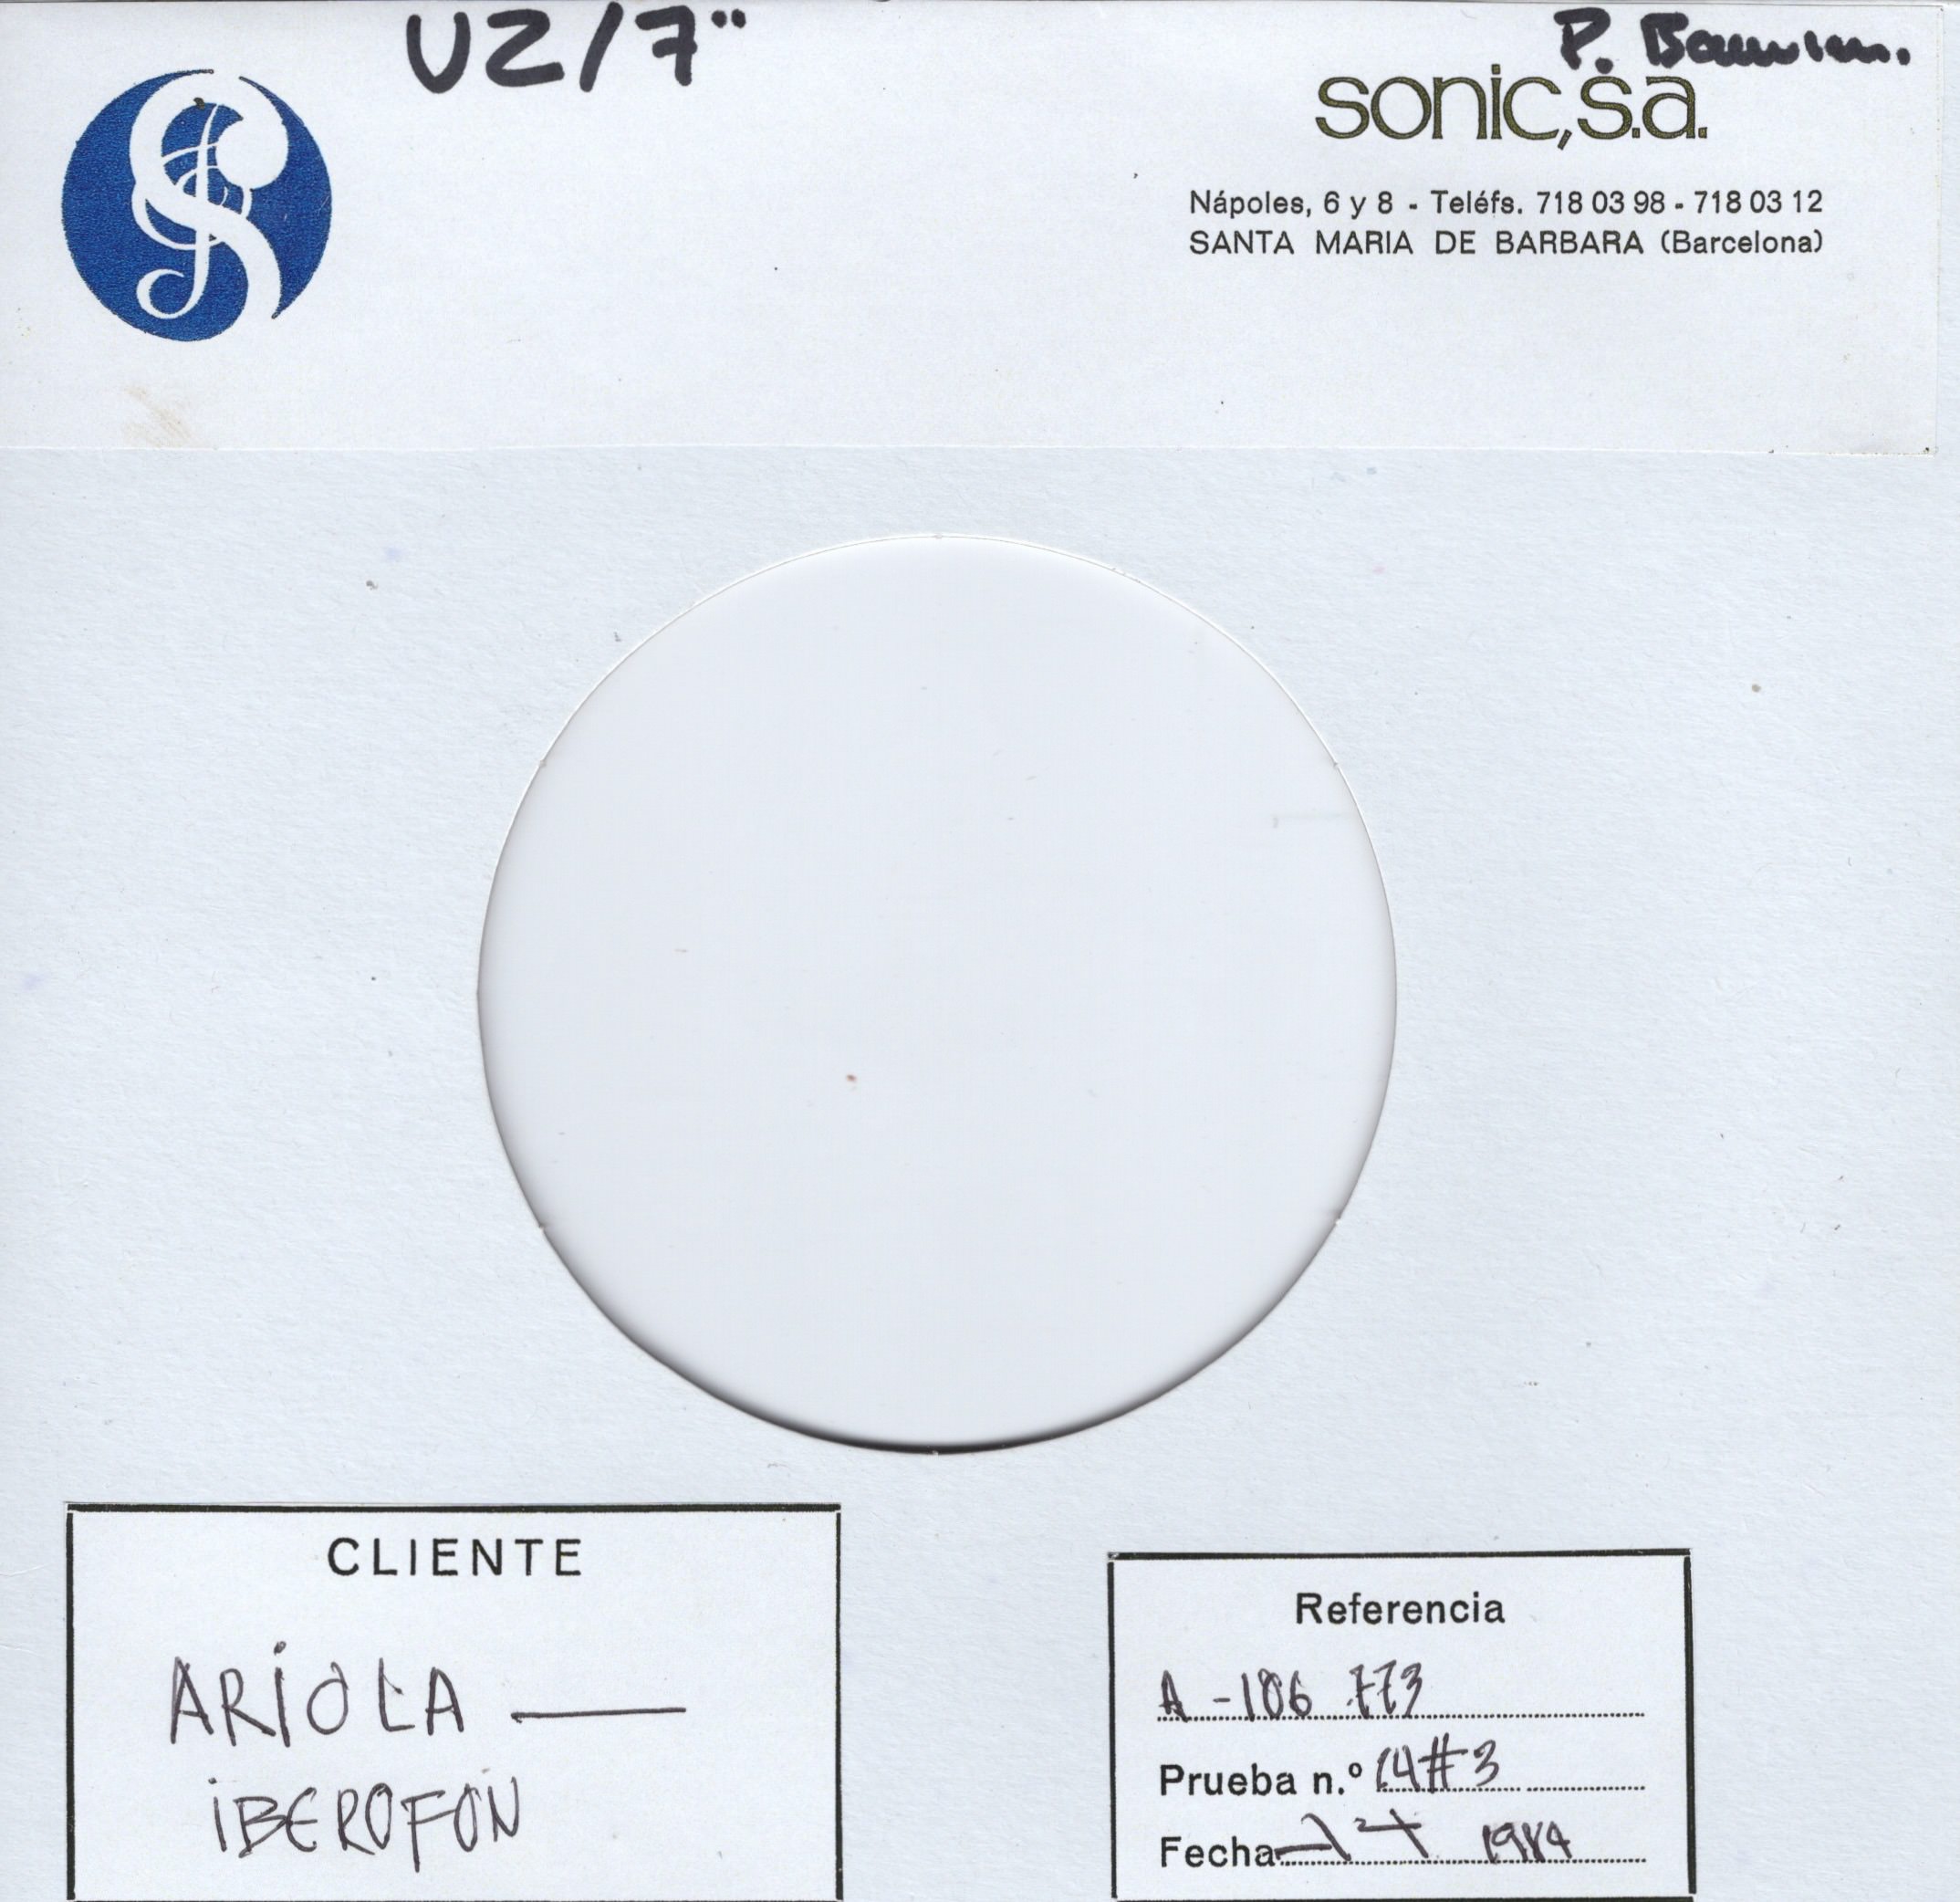 U2/7"
P.
sonic, s.a.
Nápoles, 6 y 8 - Teléfs. 718 03 98 - 718 03 12
SANTA MARIA DE BARBARA (Barcelona)
CLIENTE
ARIOLA —
IBEROFON
Referencia
A -106 773
Prueba n.º 14#3
Fecha 1984